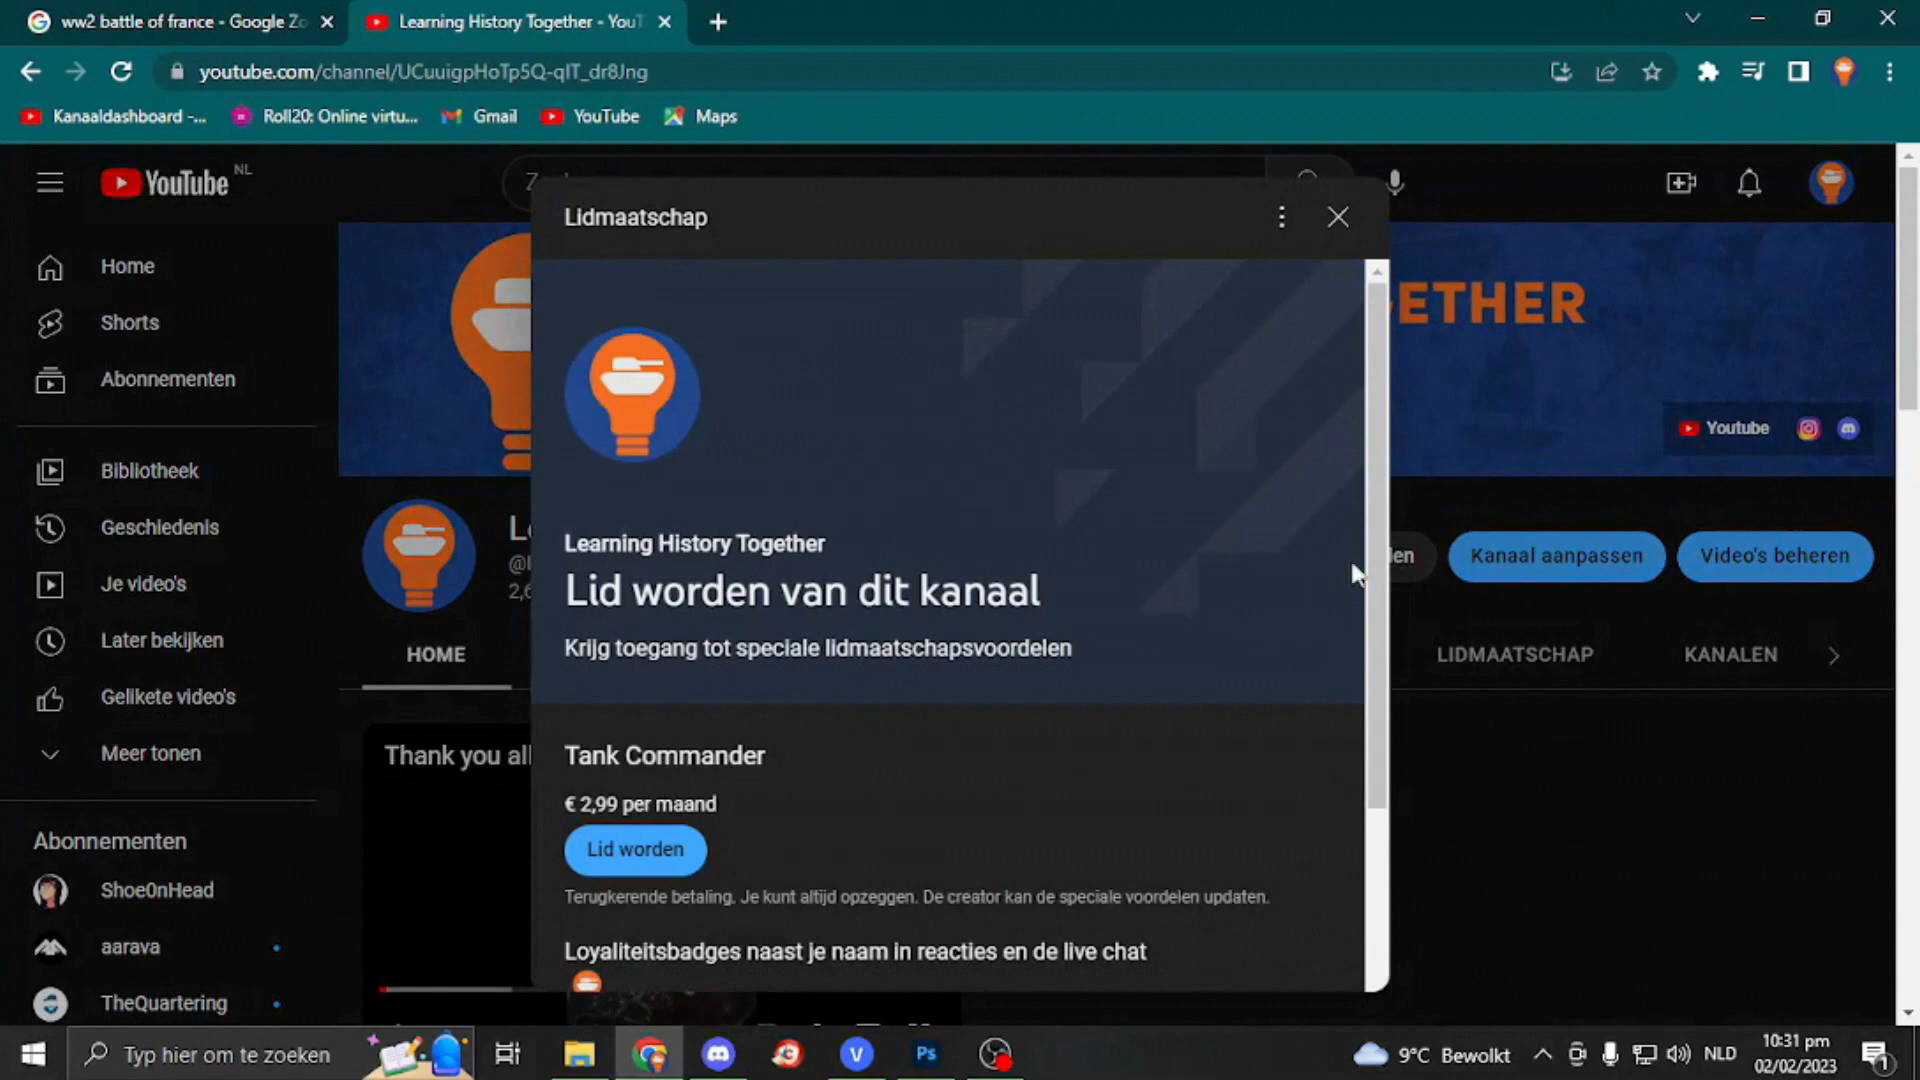 ww2 battle of france - Google Zo
Learning History Together - YouT
youtube.com/channel/UCuuigpHoTp5Q-qIT_dr8Jng
Kanaaldashboard -...
Roll20: Online virtu...
Gmail
YouTube
Maps
YouTube NL
Lidmaatschap
Home
Shorts
Abonnementen
ETHER
Youtube
Bibliotheek
Geschiedenis
Je video's
Later bekijken
Gelikete video's
Meer tonen
Learning History Together
Lid worden van dit kanaal
Krijg toegang tot speciale lidmaatschapsvoordelen
Kanaal aanpassen
Video's beheren
HOME
LIDMAATSCHAP
KANALEN
Thank you all
Tank Commander
€ 2,99 per maand
Lid worden
Terugkerende betaling. Je kunt altijd opzeggen. De creator kan de speciale voordelen updaten.
Loyaliteitsbadges naast je naam in reacties en de live chat
Abonnementen
Shoe0nHead
aarava
TheQuartering
Typ hier om te zoeken
V
Ps
9°C Bewolkt
NLD
10:31 pm
02/02/2023
1